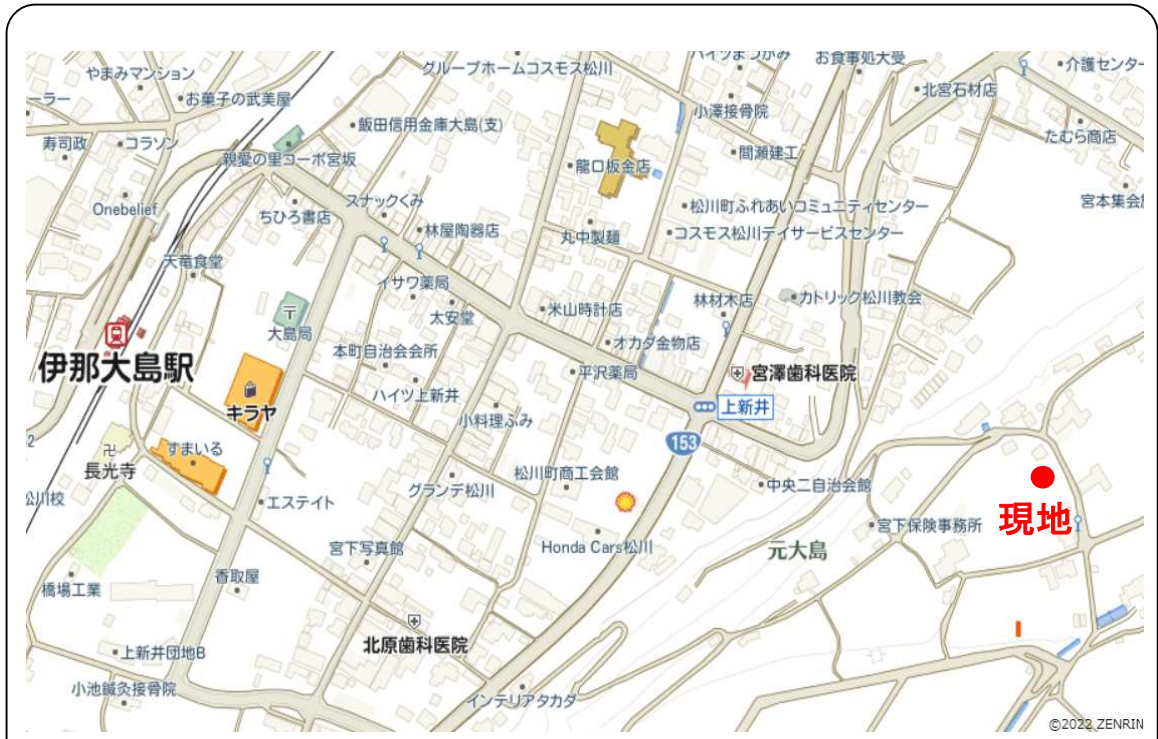 グループホームコスモス松川
ハイツまつかみ
お食事処大受
介護センター
やまみマンション
北宮石材店
ーラー
お菓子の武美屋
小澤接骨院
飯田信用金庫大島(支)
たむら商店
寿司政
コラソン
間瀬建工
親愛の里コーポ宮坂
龍口板金店
Onebelief
スナックくみ
松川町ふれあいコミュニティセンター
宮本集会
ちひろ書店
林屋陶器店
丸中製麺
コスモス松川デイサービスセンター
天竜食堂
イサワ薬局
林材木店
カトリック松川教会
太安堂
米山時計店
大島局
オカダ金物店
本町自治会会所
伊那大島駅
平沢薬局
宮澤歯科医院
ハイツ上新井
キラヤ
上新井
小料理ふみ
153
すまいる
長光寺
松川町商工会館
中央二自治会館
グランデ松川
川校
エステイト
現地
宮下保険事務所
宮下写真館
Honda Cars松川
元大島
香取屋
橋場工業
北原歯科医院
上新井団地B
小池鍼灸接骨院
インテリアタカダ
©2022 ZENRIN